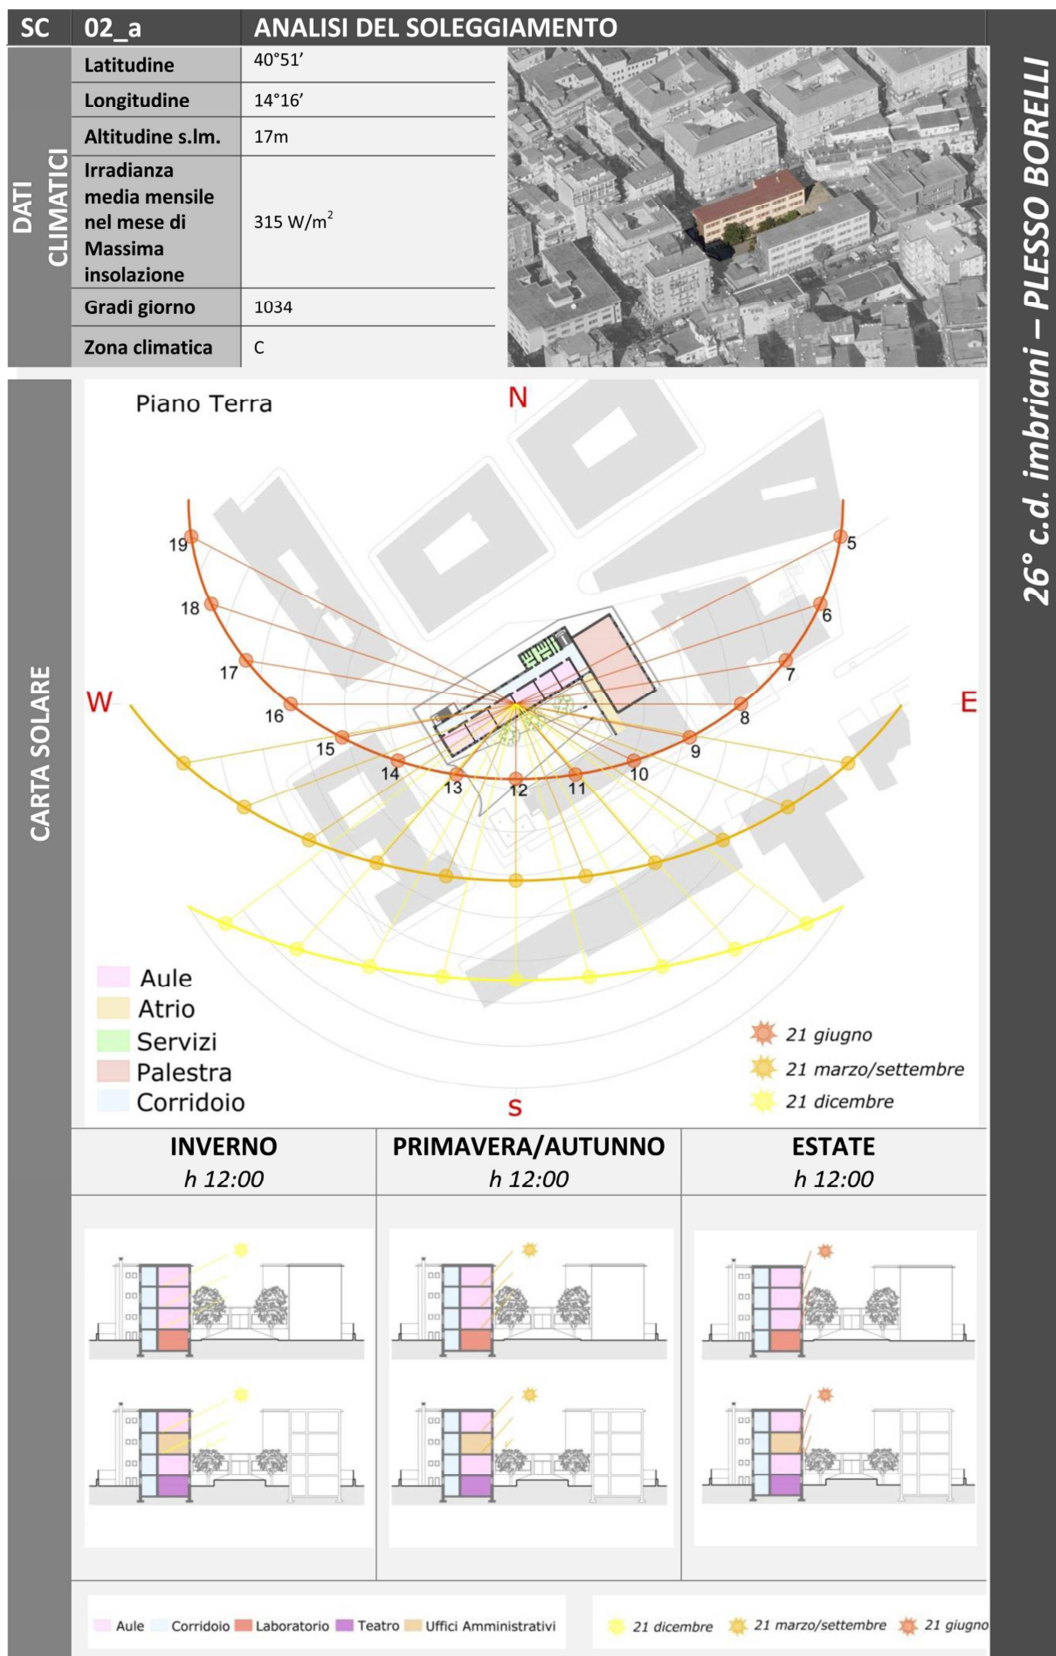 SC 02_a ANALISI DEL SOLEGGIAMENTO
DATI
CLIMATICI
Latitudine 40°51’
Longitudine 14°16’
Altitudine s.lm. 17m
Irradianza
media mensile
nel mese di
Massima
insolazione
315 W/m²
Gradi giorno 1034
Zona climatica C
26° c.d. imbriani – PLESSO BORELLI
CARTA SOLARE
Piano Terra
N
19
5
18
6
17
7
W
16
8
E
15
9
14
10
13
12
11
Aule
Atrio
Servizi
Palestra
Corridoio
21 giugno
21 marzo/settembre
21 dicembre
S
INVERNO
h 12:00
PRIMAVERA/AUTUNNO
h 12:00
ESTATE
h 12:00
Aule Corridoio Laboratorio Teatro Uffici Amministrativi
21 dicembre 21 marzo/settembre 21 giugno